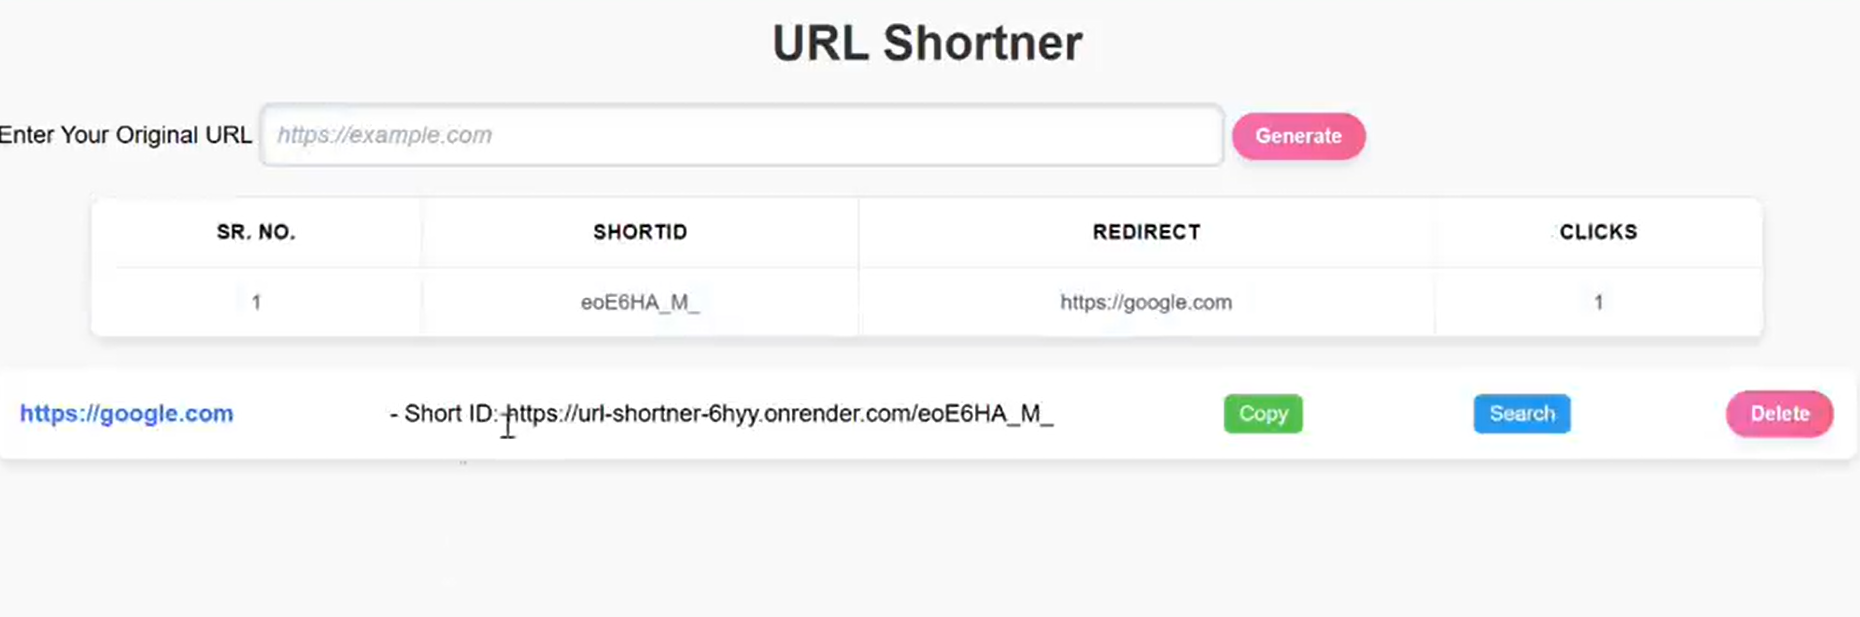 URL Shortner
Enter Your Original URL https://example.com Generate
SR. NO. SHORTID REDIRECT CLICKS
1 eoE6HA_M_ https://google.com 1
https://google.com - Short ID: https://url-shortner-6hyy.onrender.com/eoE6HA_M_ Copy Search Delete